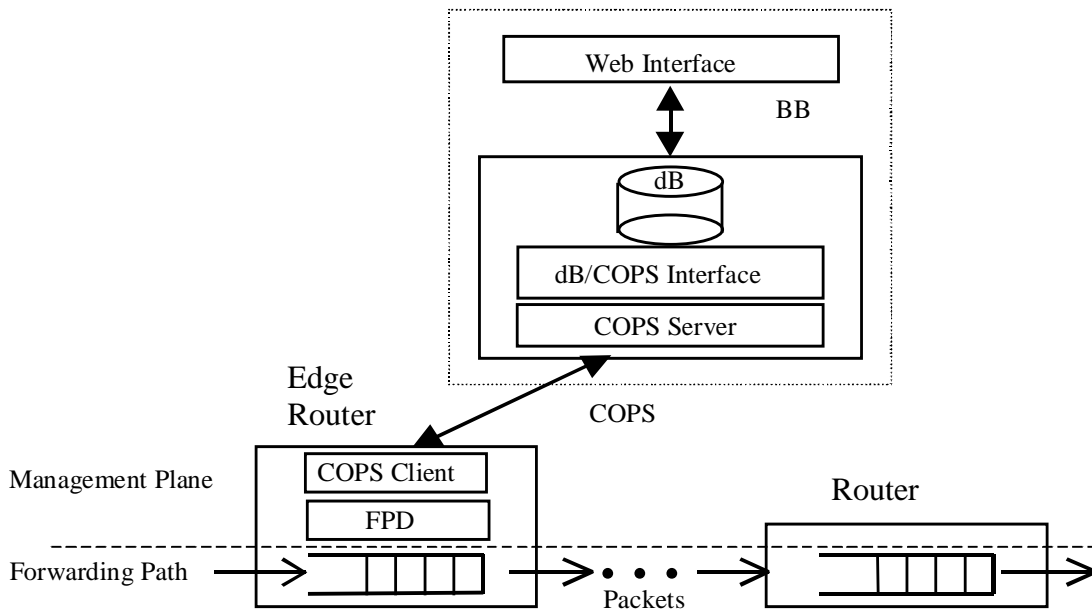 Web Interface
BB
dB
dB/COPS Interface
COPS Server
Edge
Router
COPS
COPS Client
Management Plane
Router
FPD
Forwarding Path
Packets